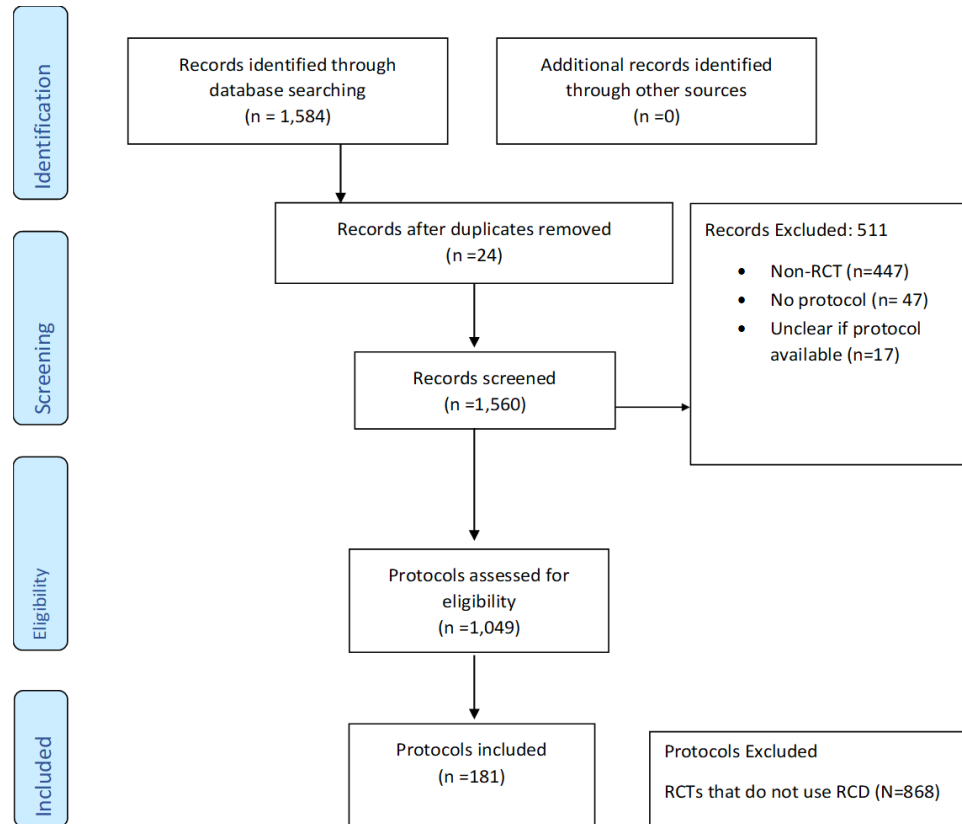 Identification
Records identified through
database searching
(n = 1,584)
Additional records identified
through other sources
(n =0)
Records after duplicates removed
(n =24)
Screening
Records screened
(n =1,560)
Records Excluded: 511
• Non-RCT (n=447)
• No protocol (n= 47)
• Unclear if protocol
available (n=17)
Eligibility
Protocols assessed for
eligibility
(n =1,049)
Included
Protocols included
(n =181)
Protocols Excluded
RCTs that do not use RCD (N=868)